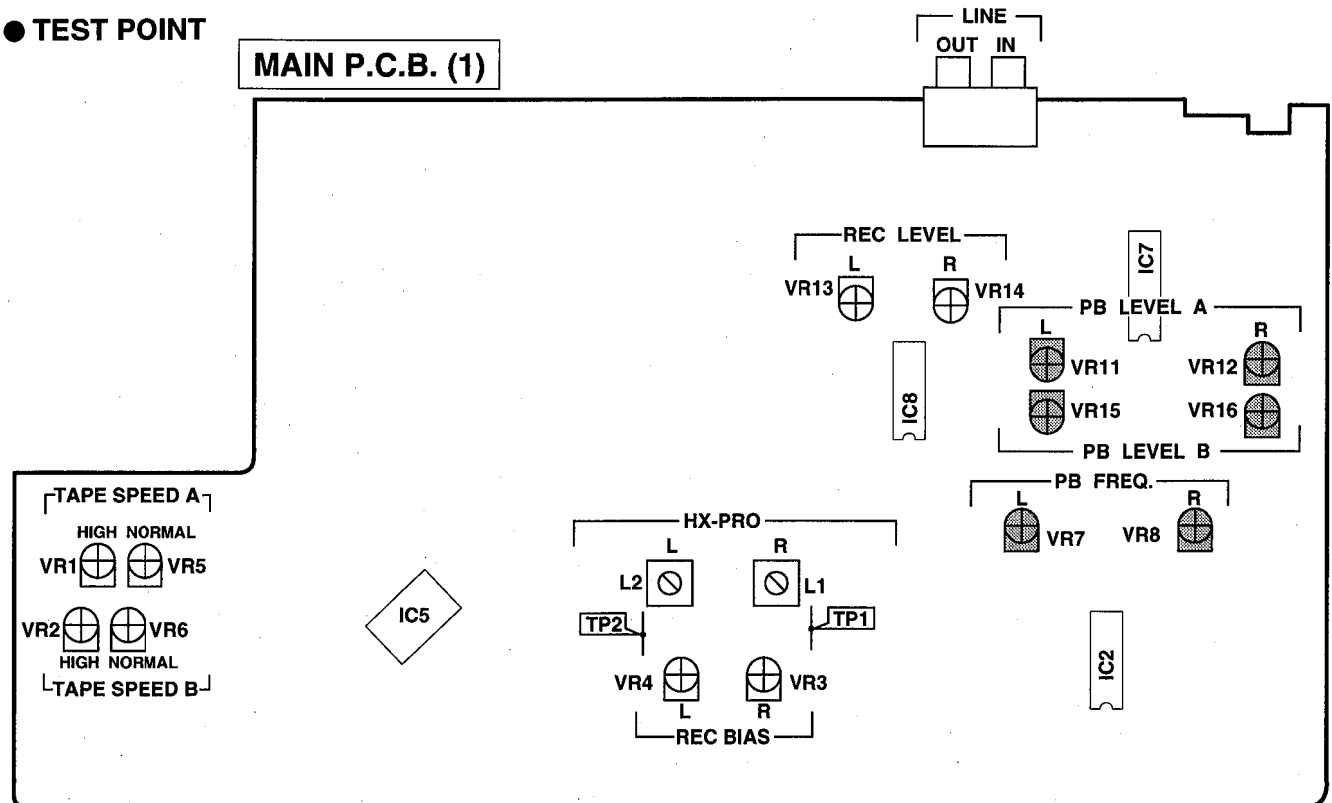 ● TEST POINT
MAIN P.C.B. (1)
LINE
OUT IN
REC LEVEL
L R
VR13 VR14
IC7
PB LEVEL A
L R
VR11 VR12
VR15 VR16
PB LEVEL B
IC8
PB FREQ.
L R
VR7 VR8
TAPE SPEED A
HIGH NORMAL
VR1 VR5
VR2 VR6
HIGH NORMAL
TAPE SPEED B
IC5
HX-PRO
L R
L2 L1
TP2 TP1
VR4 VR3
L R
REC BIAS
IC2